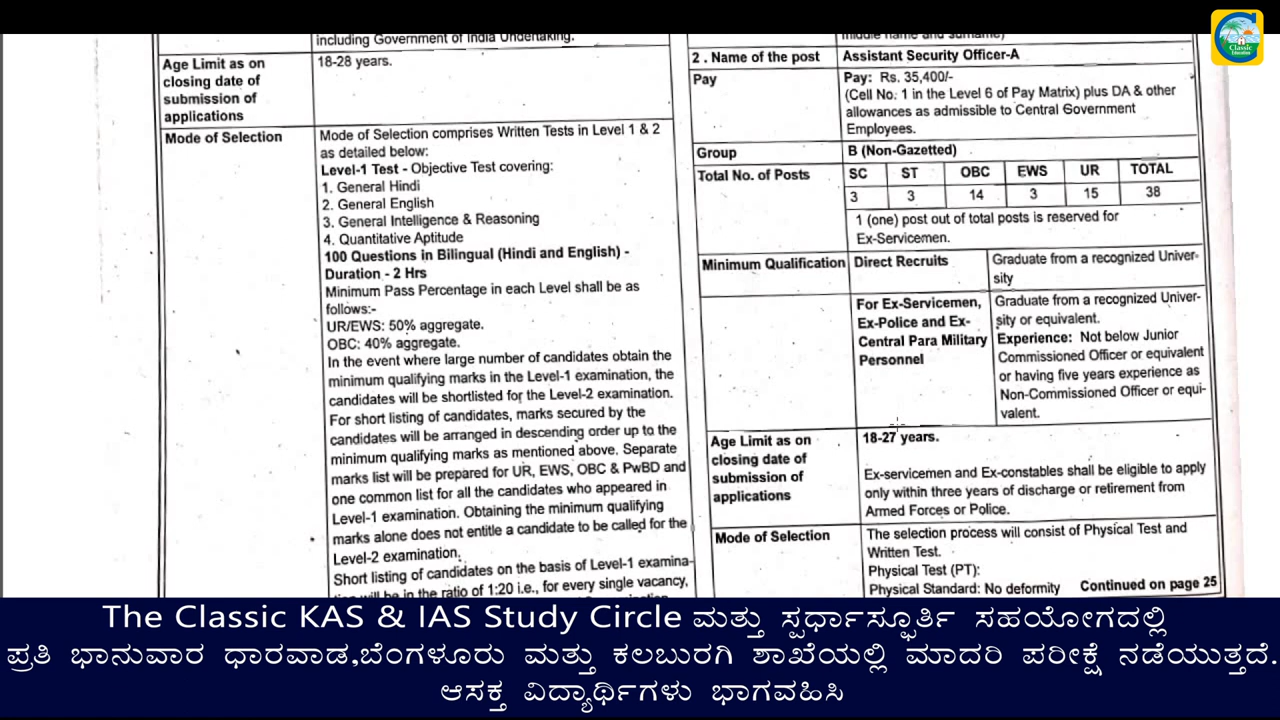 including Government of India Undertaking.
Age Limit as on
closing date of
submission of
applications
18-28 years.
Mode of Selection
Mode of Selection comprises Written Tests in Level 1 & 2
as detailed below:
Level-1 Test - Objective Test covering:
1. General Hindi
2. General English
3. General Intelligence & Reasoning
4. Quantitative Aptitude
100 Questions in Bilingual (Hindi and English) -
Duration - 2 Hrs
Minimum Pass Percentage in each Level shall be as
follows:-
UR/EWS: 50% aggregate.
OBC: 40% aggregate.
In the event where large number of candidates obtain the
minimum qualifying marks in the Level-1 examination, the
candidates will be shortlisted for the Level-2 examination.
For short listing of candidates, marks secured by the
candidates will be arranged in descending order up to the
minimum qualifying marks as mentioned above. Separate
marks list will be prepared for UR, EWS, OBC & PwBD and
one common list for all the candidates who appeared in
Level-1 examination. Obtaining the minimum qualifying
marks alone does not entitle a candidate to be called for the
Level-2 examination.
Short listing of candidates on the basis of Level-1 examina-
will be in the ratio of 1:20 i.e., for every single vacancy,
middle name and surname)
2 . Name of the post
Assistant Security Officer-A
Pay
Pay: Rs. 35,400/-
(Cell No. 1 in the Level 6 of Pay Matrix) plus DA & other
allowances as admissible to Central Government
Employees.
Group
B (Non-Gazetted)
Total No. of Posts
SC ST OBC EWS UR TOTAL
3 3 14 3 15 38
1 (one) post out of total posts is reserved for
Ex-Servicemen.
Minimum Qualification
Direct Recruits
Graduate from a recognized Univer-
sity
For Ex-Servicemen,
Ex-Police and Ex-
Central Para Military
Personnel
Graduate from a recognized Univer-
sity or equivalent.
Experience: Not below Junior
Commissioned Officer or equivalent
or having five years experience as
Non-Commissioned Officer or equi-
valent.
Age Limit as on
closing date of
submission of
applications
18-27 years.
Ex-servicemen and Ex-constables shall be eligible to apply
only within three years of discharge or retirement from
Armed Forces or Police.
Mode of Selection
The selection process will consist of Physical Test and
Written Test.
Physical Test (PT):
Physical Standard: No deformity
Continued on page 25
Classic
Education
The Classic KAS & IAS Study Circle ಮತ್ತು ಸ್ಪರ್ಧಾಸ್ಫೂರ್ತಿ ಸಹಯೋಗದಲ್ಲಿ
ಪ್ರತಿ ಭಾನುವಾರ ಧಾರವಾಡ,ಬೆಂಗಳೂರು ಮತ್ತು ಕಲಬುರಗಿ ಶಾಖೆಯಲ್ಲಿ ಮಾದರಿ ಪರೀಕ್ಷೆ ನಡೆಯುತ್ತದೆ.
ಆಸಕ್ತ ವಿದ್ಯಾರ್ಥಿಗಳು ಭಾಗವಹಿಸಿ